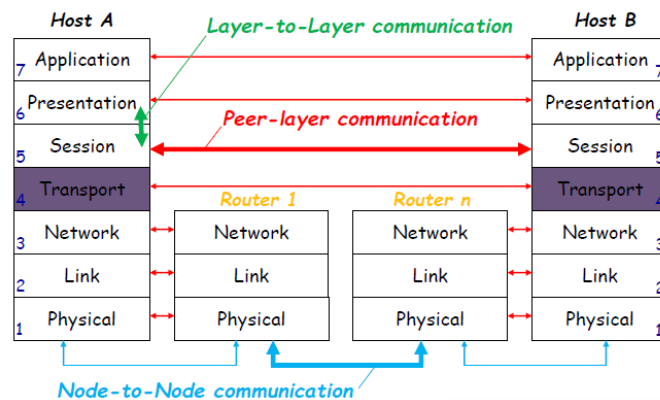 Host A
Layer-to-Layer communication
Host B
7 Application
Application 7
6 Presentation
Presentation 6
Peer-layer communication
5 Session
Session 5
4 Transport
Transport 4
Router 1
Router n
3 Network
Network
Network
Network 3
2 Link
Link
Link
Link 2
1 Physical
Physical
Physical
Physical 1
Node-to-Node communication